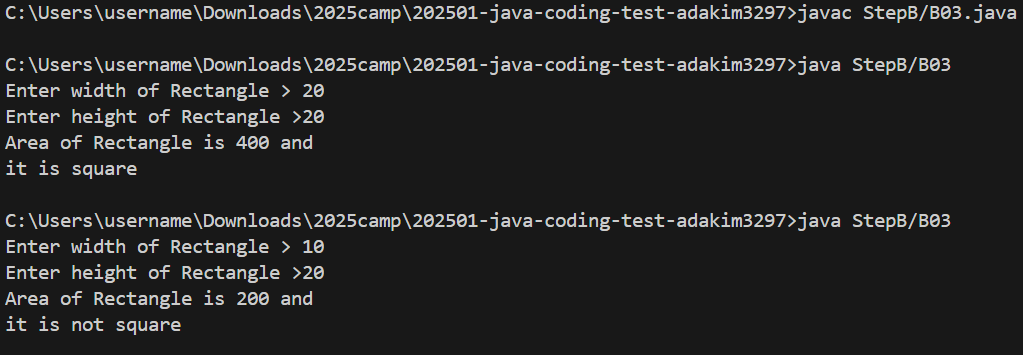 C:\Users\username\Downloads\2025camp\202501-java-coding-test-adakim3297>javac StepB/B03.java
C:\Users\username\Downloads\2025camp\202501-java-coding-test-adakim3297>java StepB/B03
Enter width of Rectangle > 20
Enter height of Rectangle >20
Area of Rectangle is 400 and
it is square
C:\Users\username\Downloads\2025camp\202501-java-coding-test-adakim3297>java StepB/B03
Enter width of Rectangle > 10
Enter height of Rectangle >20
Area of Rectangle is 200 and
it is not square